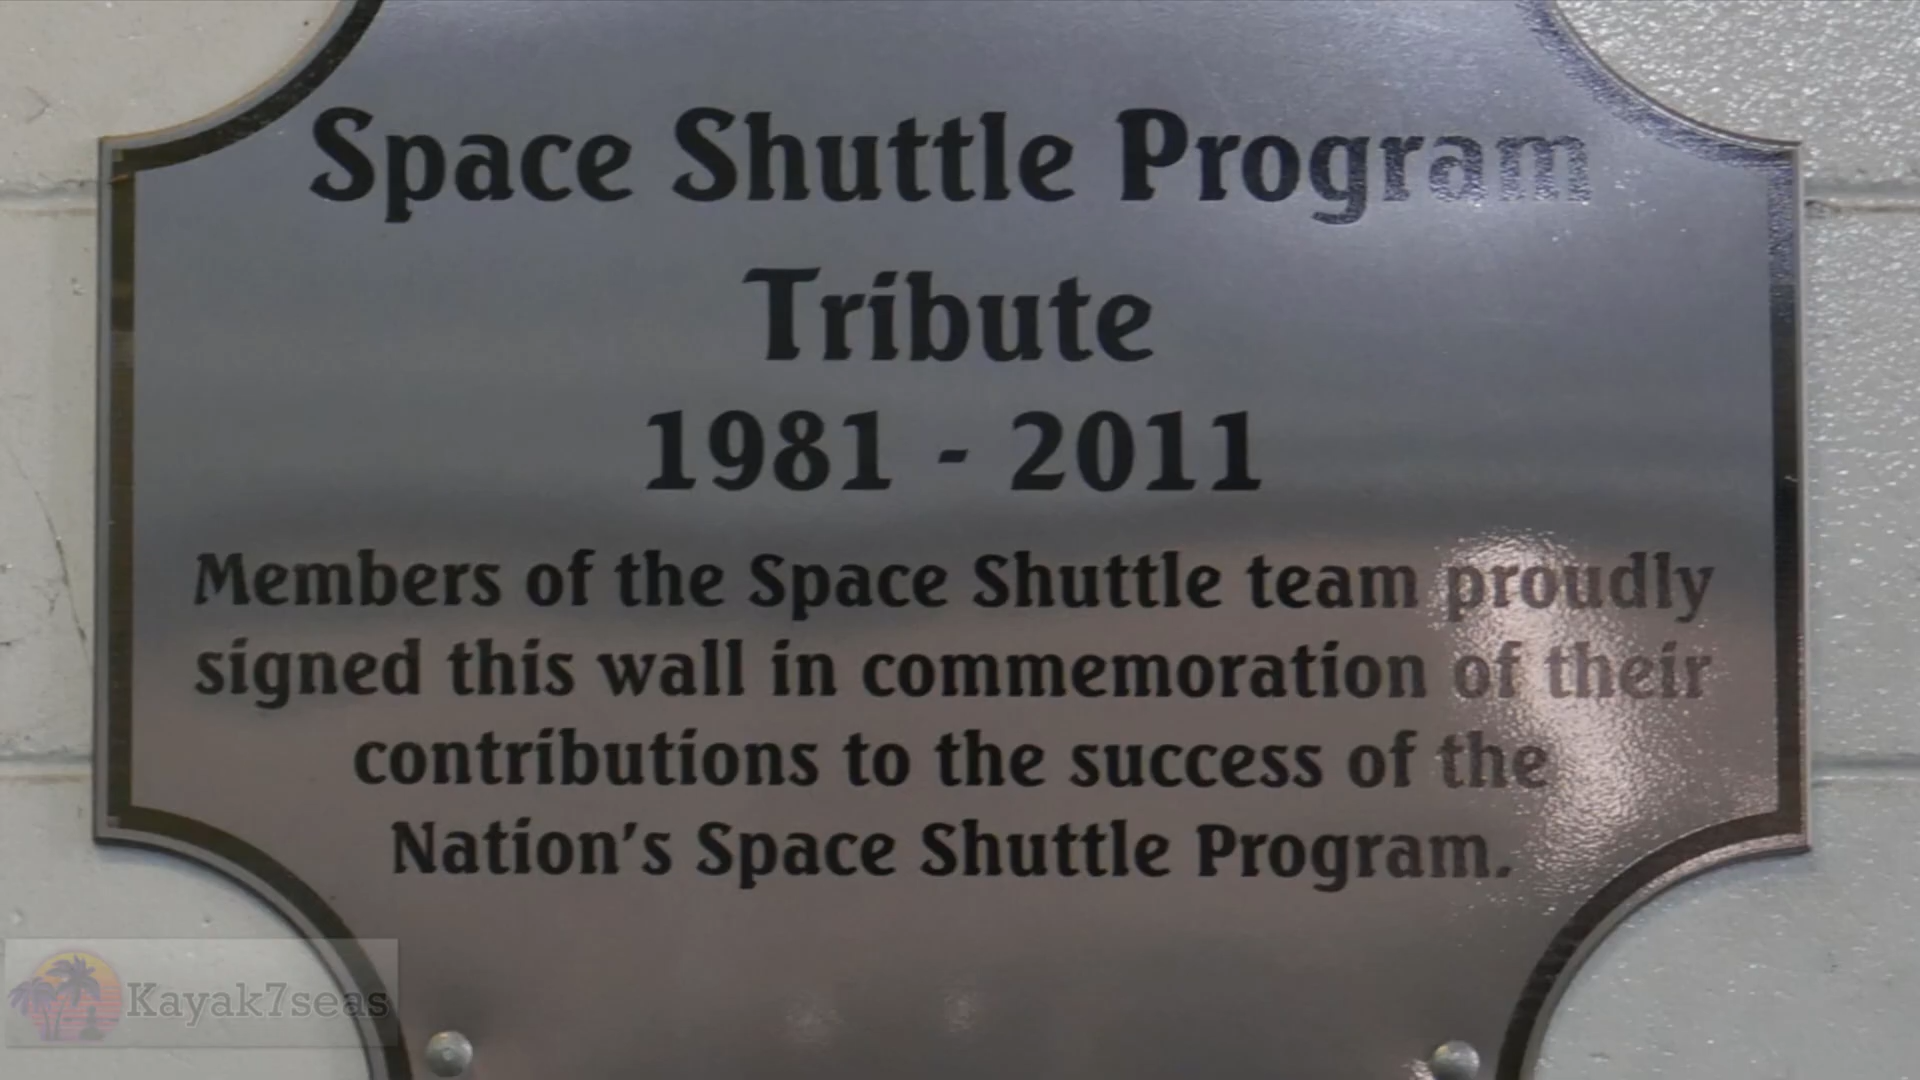 Space Shuttle Program
Tribute
1981 - 2011
Members of the Space Shuttle team proudly
signed this wall in commemoration of their
contributions to the success of the
Nation's Space Shuttle Program.
Kayak7seas